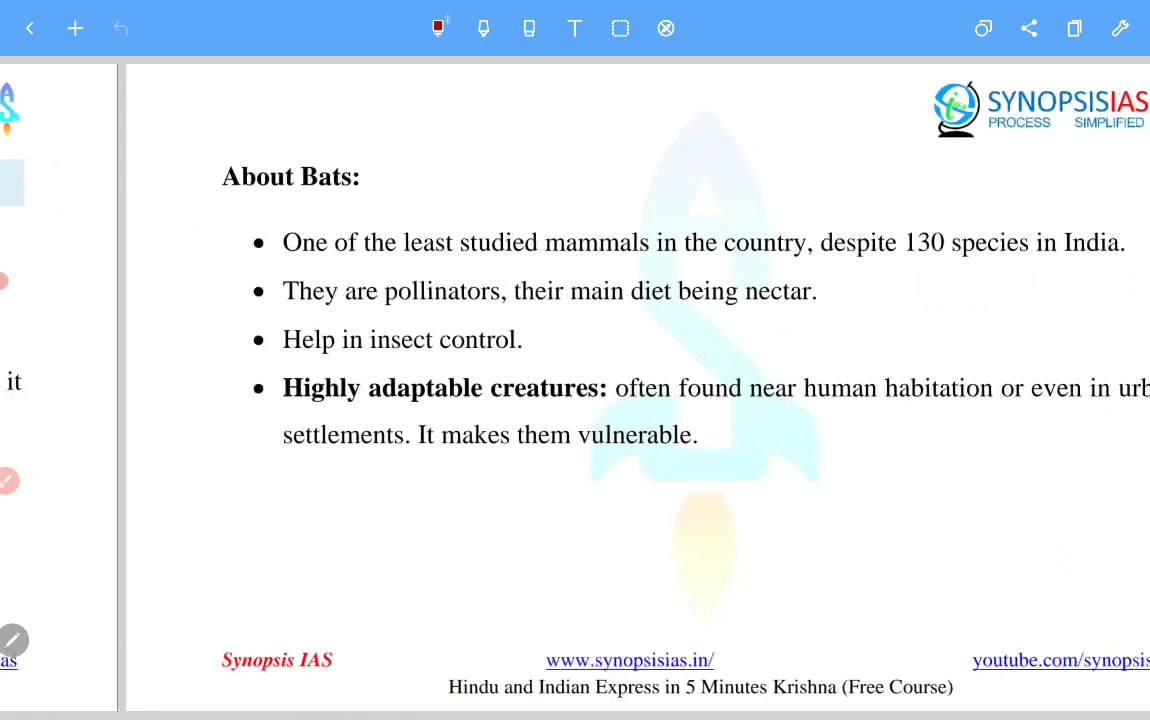 SYNOPSISIAS
PROCESS SIMPLIFIED
About Bats:
• One of the least studied mammals in the country, despite 130 species in India.
• They are pollinators, their main diet being nectar.
• Help in insect control.
it
• Highly adaptable creatures: often found near human habitation or even in urb
settlements. It makes them vulnerable.
as
Synopsis IAS www.synopsisias.in/ youtube.com/synopsis
Hindu and Indian Express in 5 Minutes Krishna (Free Course)